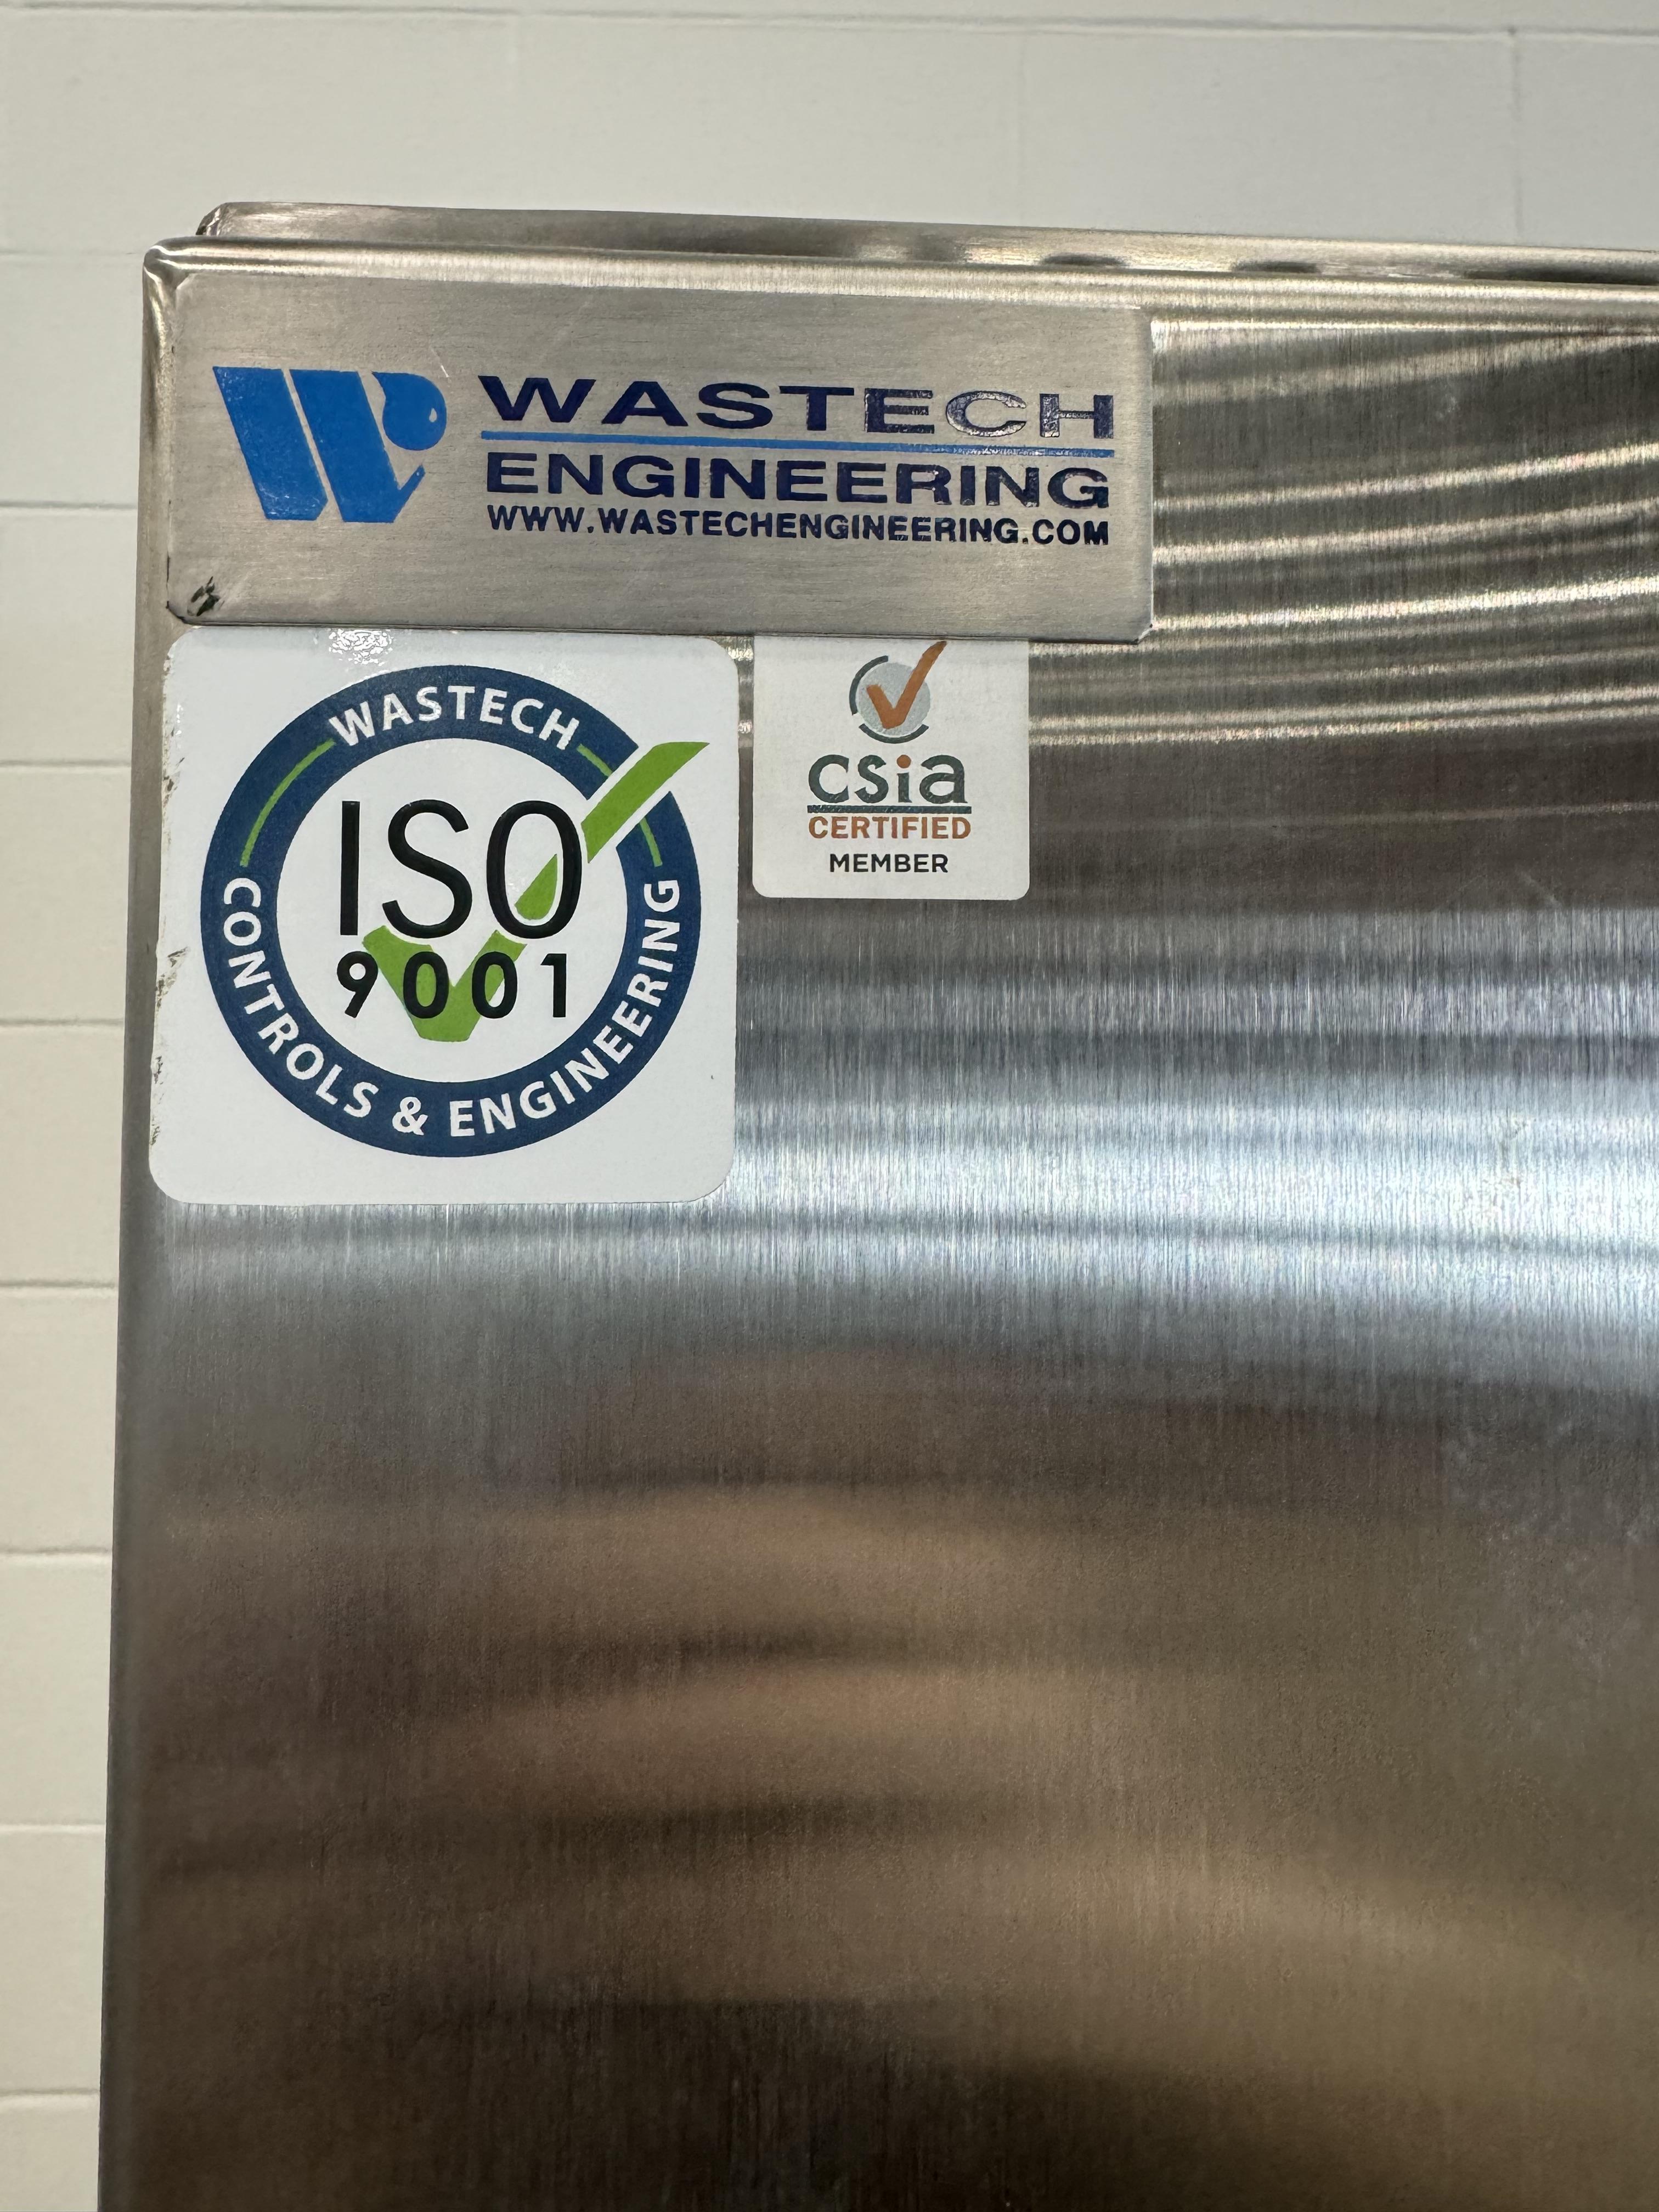 WASTECH
ENGINEERING
WWW.WASTECHENGINEERING.COM
WASTECH
ISO
9001
CONTROLS & ENGINEERING
csia
CERTIFIED
MEMBER